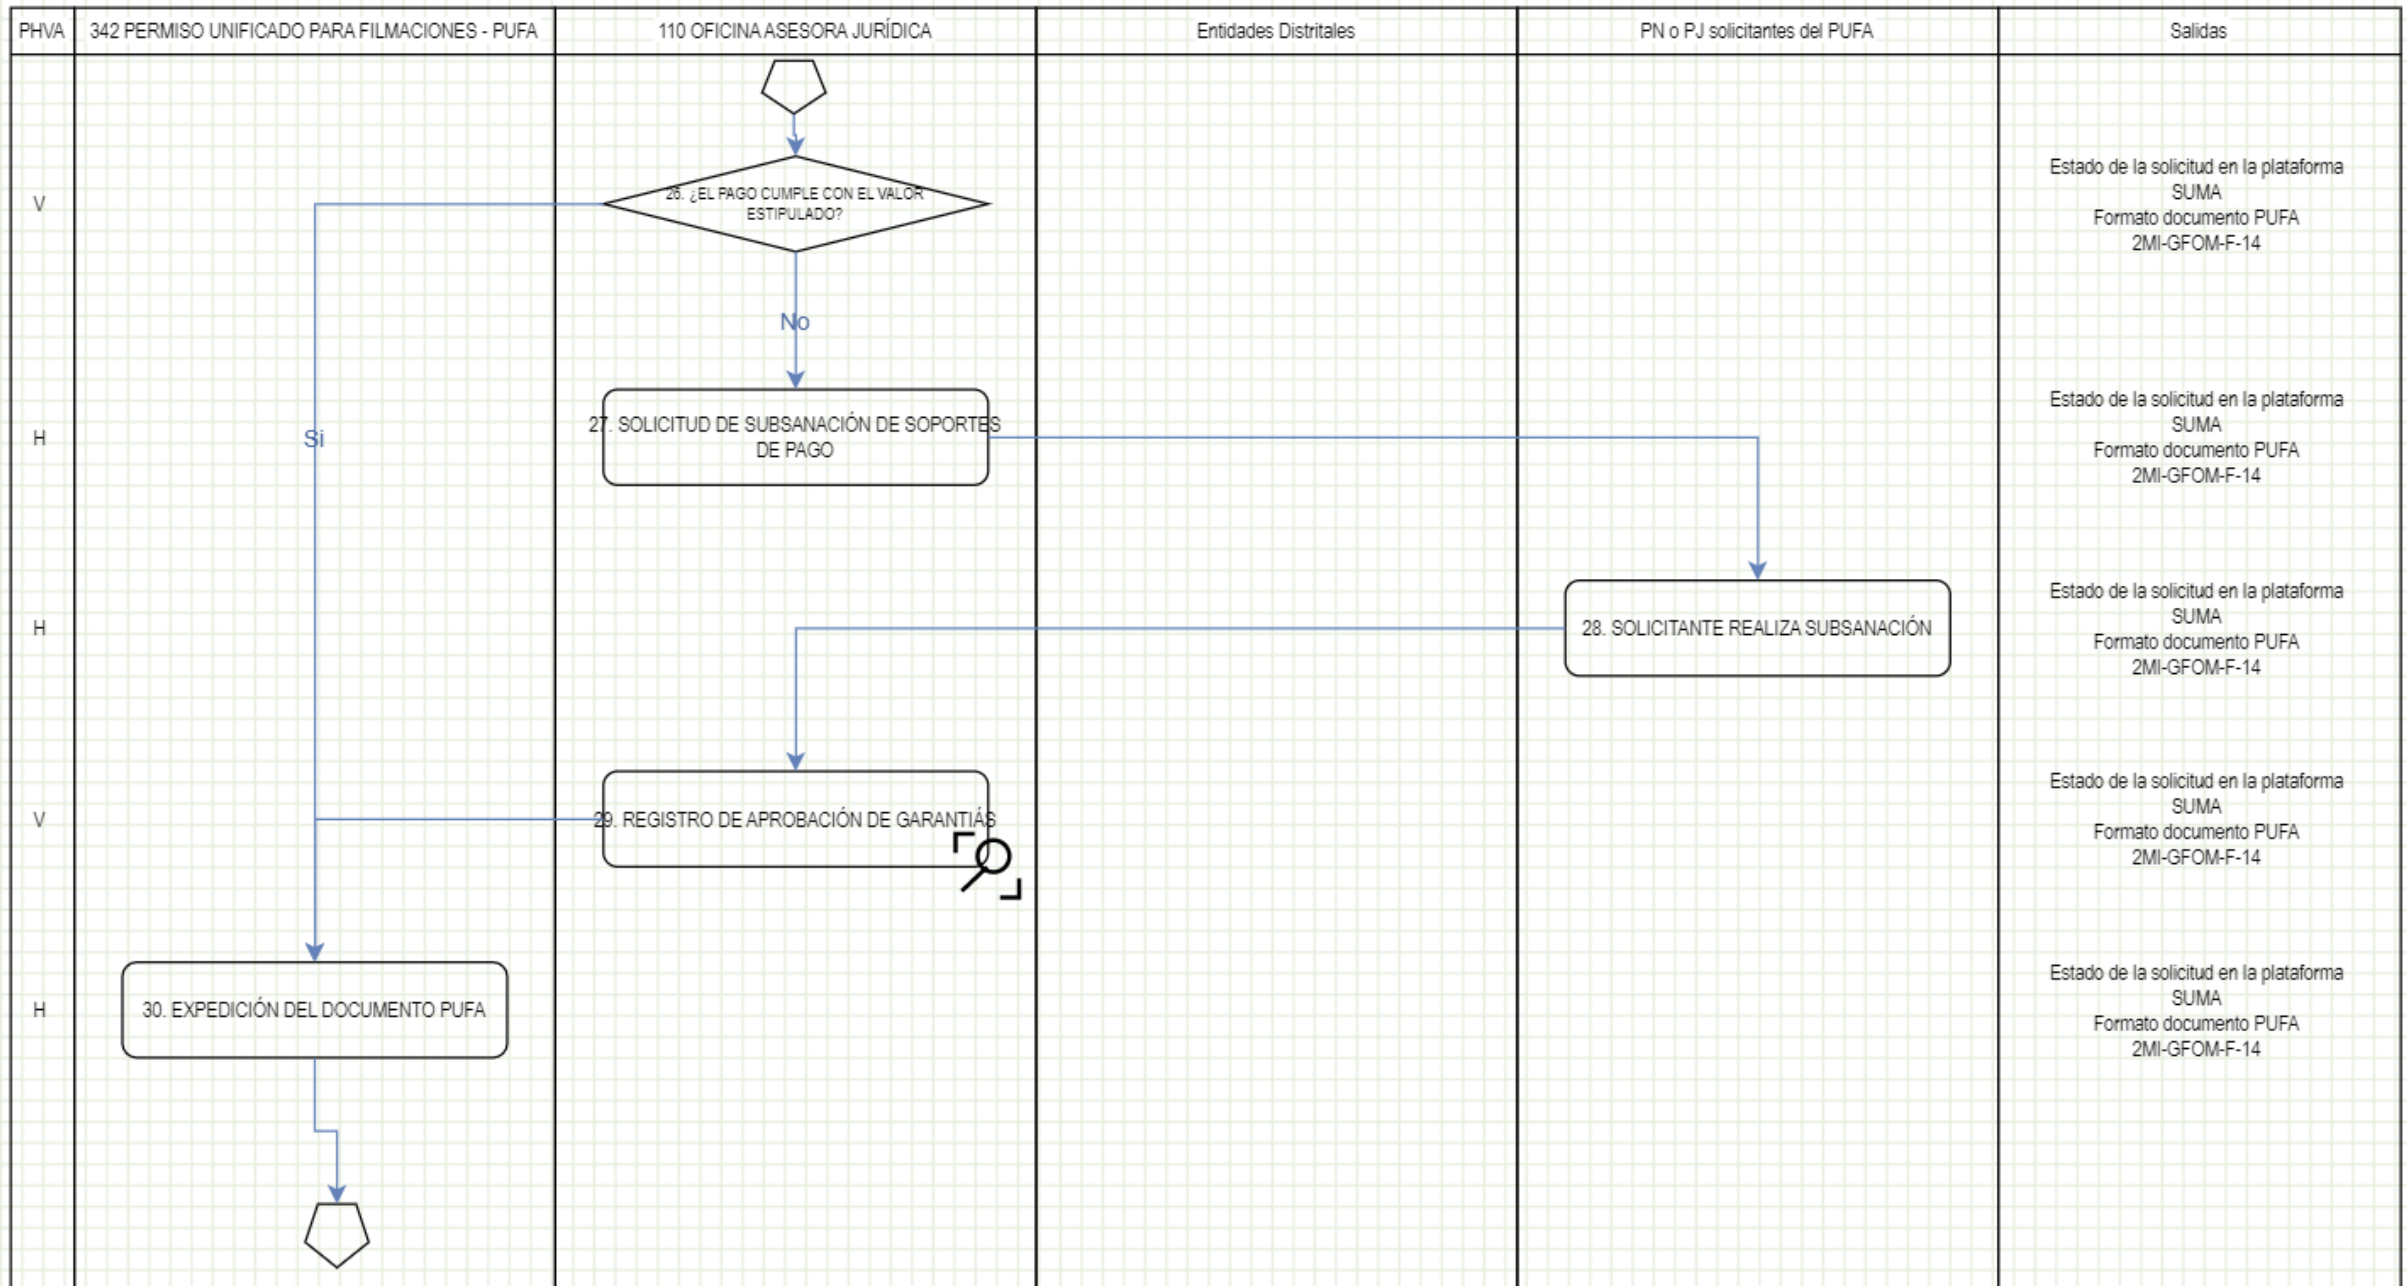 PHVA
342 PERMISO UNIFICADO PARA FILMACIONES - PUFA
110 OFICINA ASESORA JURÍDICA
Entidades Distritales
PN o PJ solicitantes del PUFA
Salidas
V
26. ¿EL PAGO CUMPLE CON EL VALOR
ESTIPULADO?
Estado de la solicitud en la plataforma
SUMA
Formato documento PUFA
2MI-GFOM-F-14
No
H
Si
27. SOLICITUD DE SUBSANACIÓN DE SOPORTES
DE PAGO
Estado de la solicitud en la plataforma
SUMA
Formato documento PUFA
2MI-GFOM-F-14
H
28. SOLICITANTE REALIZA SUBSANACIÓN
Estado de la solicitud en la plataforma
SUMA
Formato documento PUFA
2MI-GFOM-F-14
V
29. REGISTRO DE APROBACIÓN DE GARANTIÁS
Estado de la solicitud en la plataforma
SUMA
Formato documento PUFA
2MI-GFOM-F-14
H
30. EXPEDICIÓN DEL DOCUMENTO PUFA
Estado de la solicitud en la plataforma
SUMA
Formato documento PUFA
2MI-GFOM-F-14